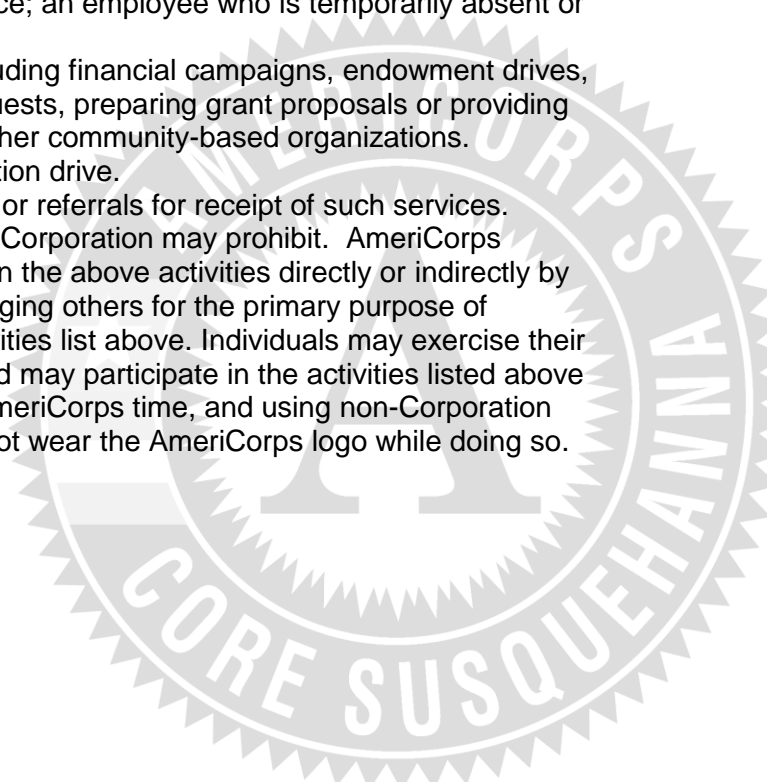 ce; an employee who is temporarily absent or
uding financial campaigns, endowment drives,
uests, preparing grant proposals or providing
ther community-based organizations.
tion drive.
or referrals for receipt of such services.
Corporation may prohibit.  AmeriCorps
n the above activities directly or indirectly by
ging others for the primary purpose of
ities list above. Individuals may exercise their
d may participate in the activities listed above
meriCorps time, and using non-Corporation
ot wear the AmeriCorps logo while doing so.
AMERICORPS
A
CORE SUSQUEHANNA